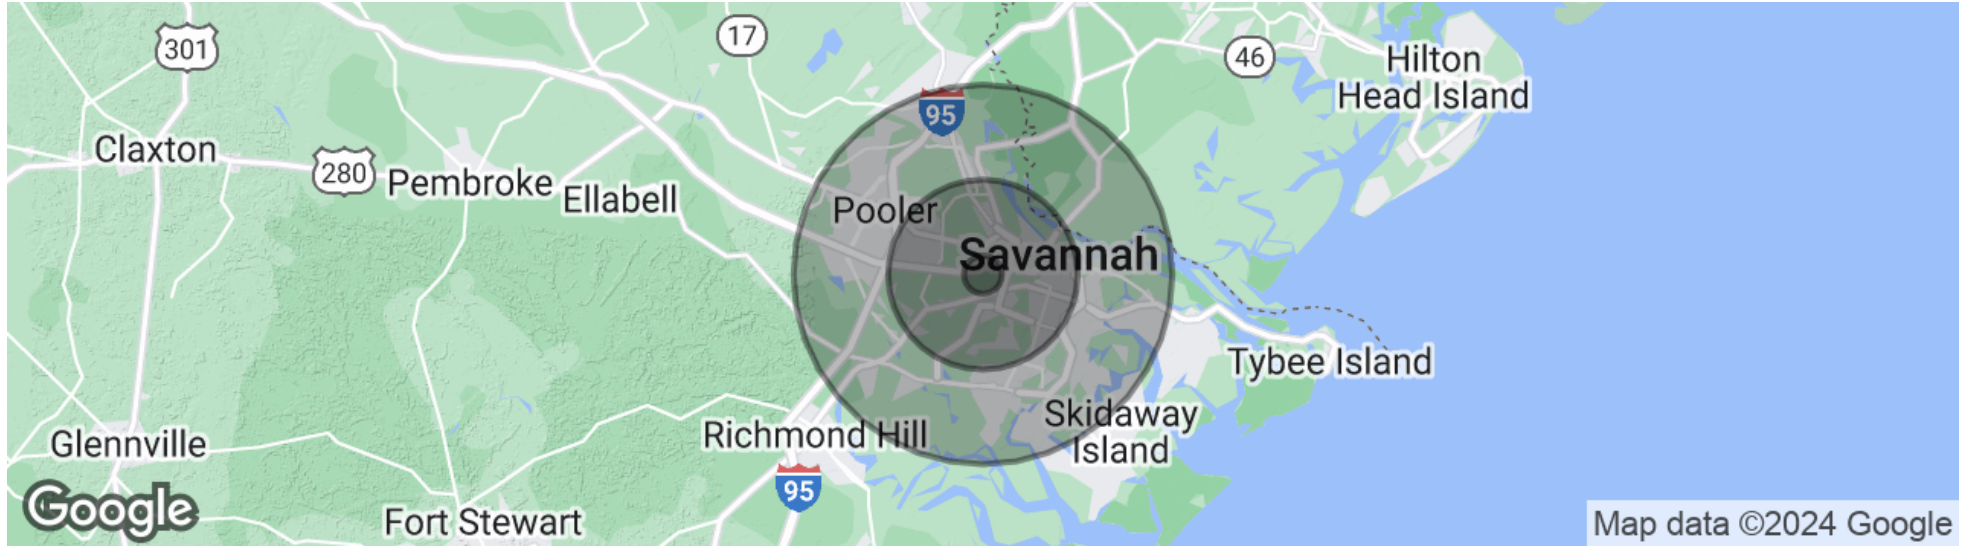 301
17
46
Hilton
Head Island
95
Claxton
280
Pembroke
Ellabell
Pooler
Savannah
Tybee Island
Skidaway
Island
Richmond Hill
Glennville
95
Google
Fort Stewart
Map data ©2024 Google